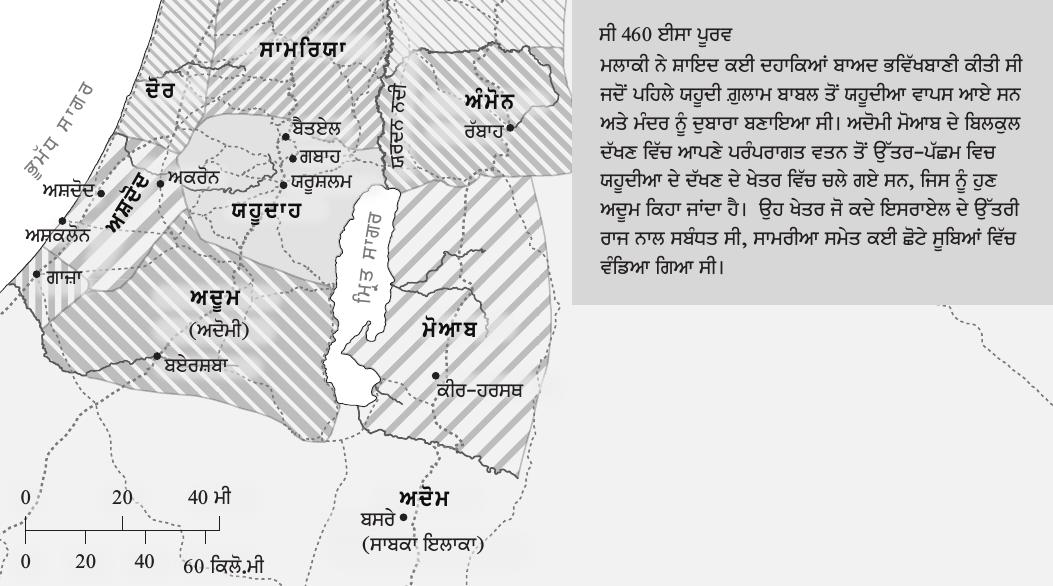 ਸੀ 460 ਈਸਾ ਪੂਰਵ
ਮਲਾਕੀ ਨੇ ਸ਼ਾਇਦ ਕਈ ਦਹਾਕਿਆਂ ਬਾਅਦ ਭਵਿੱਖਬਾਣੀ ਕੀਤੀ ਸੀ
ਜਦੋਂ ਪਹਿਲੇ ਯਹੂਦੀ ਗੁਲਾਮ ਬਾਬਲ ਤੋਂ ਯਹੂਦੀਆ ਵਾਪਸ ਆਏ ਸਨ
ਅਤੇ ਮੰਦਰ ਨੂੰ ਦੁਬਾਰਾ ਬਣਾਇਆ ਸੀ। ਅਦੋਮੀ ਮੋਆਬ ਦੇ ਬਿਲਕੁਲ
ਦੱਖਣ ਵਿੱਚ ਆਪਣੇ ਪਰੰਪਰਾਗਤ ਵਤਨ ਤੋਂ ਉੱਤਰ-ਪੱਛਮ ਵਿਚ
ਯਹੂਦੀਆ ਦੇ ਦੱਖਣ ਦੇ ਖੇਤਰ ਵਿੱਚ ਚਲੇ ਗਏ ਸਨ, ਜਿਸ ਨੂੰ ਹੁਣ
ਅਦੂਮ ਕਿਹਾ ਜਾਂਦਾ ਹੈ। ਉਹ ਖੇਤਰ ਜੋ ਕਦੇ ਇਸਰਾਏਲ ਦੇ ਉੱਤਰੀ
ਰਾਜ ਨਾਲ ਸਬੰਧਤ ਸੀ, ਸਾਮਰੀਆ ਸਮੇਤ ਕਈ ਛੋਟੇ ਸੂਬਿਆਂ ਵਿੱਚ
ਵੰਡਿਆ ਗਿਆ ਸੀ।
ਸਾਮਰਿਯਾ
ਦੋਰ
ਭੂਮੱਧ ਸਾਗਰ
ਯਰਦਨ ਨਦੀ
ਅੰਮੋਨ
ਰੱਬਾਹ
ਬੈਤਏਲ
ਗਬਾਹ
ਯਰੂਸ਼ਲਮ
ਯਹੂਦਾਹ
ਅਕਰੋਨ
ਅਸ਼ਦੋਦ
ਅਸ਼ਦੋਦ
ਅਸ਼ਕਲੋਨ
ਗਾਜ਼ਾ
ਮ੍ਰਿਤ ਸਾਗਰ
ਅਦੂਮ
(ਅਦੋਮੀ)
ਬਏਰਸ਼ਬਾ
ਮੋਆਬ
ਕੀਰ-ਹਰਸਥ
ਅਦੋਮ
ਬਸਰੇ
(ਸਾਬਕਾ ਇਲਾਕਾ)
0 20 40 ਮੀ
0 20 40 60 ਕਿਲੋ.ਮੀ